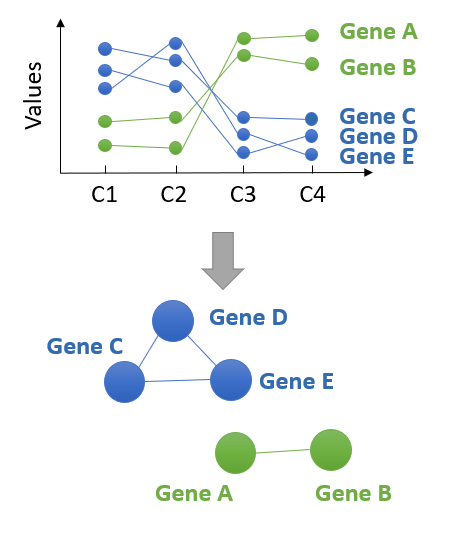 Values
Gene A
Gene B
Gene C
Gene D
Gene E
C1 C2 C3 C4
Gene D
Gene C
Gene E
Gene A Gene B